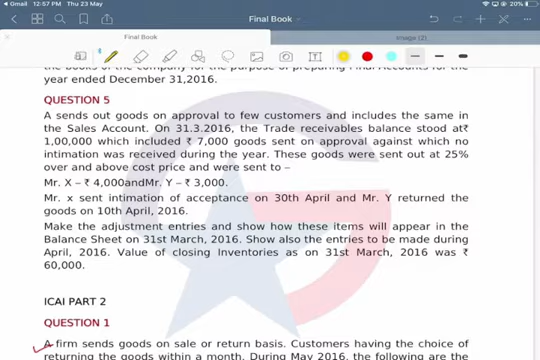 Gmail 12:57 PM Thu 23 May 20%
Final Book
Final Book image (2)
the books of the company for the purpose of preparing Final Accounts for the
year ended December 31,2016.
QUESTION 5
A sends out goods on approval to few customers and includes the same in
the Sales Account. On 31.3.2016, the Trade receivables balance stood at₹
1,00,000 which included ₹ 7,000 goods sent on approval against which no
intimation was received during the year. These goods were sent out at 25%
over and above cost price and were sent to –
Mr. X – ₹ 4,000andMr. Y – ₹ 3,000.
Mr. x sent intimation of acceptance on 30th April and Mr. Y returned the
goods on 10th April, 2016.
Make the adjustment entries and show how these items will appear in the
Balance Sheet on 31st March, 2016. Show also the entries to be made during
April, 2016. Value of closing Inventories as on 31st March, 2016 was ₹
60,000.
ICAI PART 2
QUESTION 1
A firm sends goods on sale or return basis. Customers having the choice of
returning the goods within a month. During May 2016, the following are the